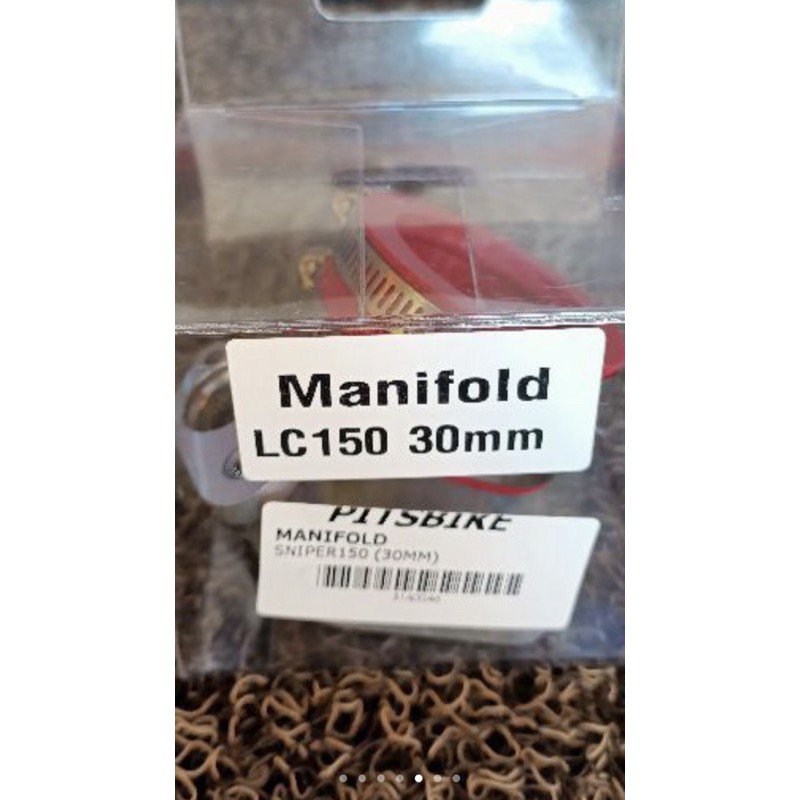 Manifold
LC150 30mm
PITSBIKE
MANIFOLD
SNIPER150 (30MM)